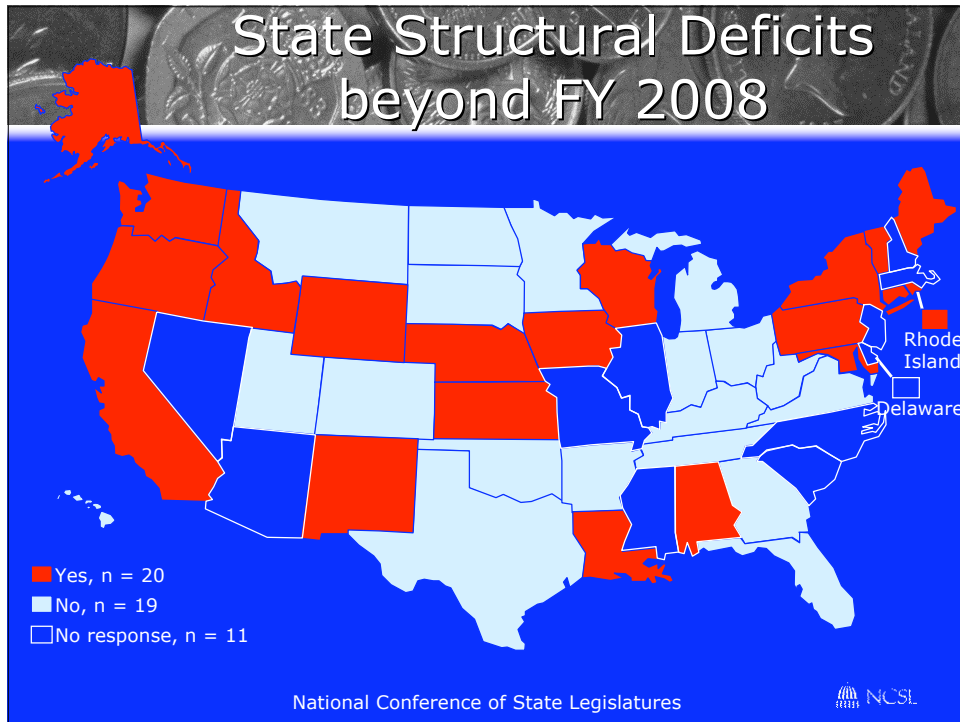 State Structural Deficits
beyond FY 2008
Rhode
Island
Delaware
Yes, n = 20
No, n = 19
No response, n = 11
National Conference of State Legislatures
NCSL